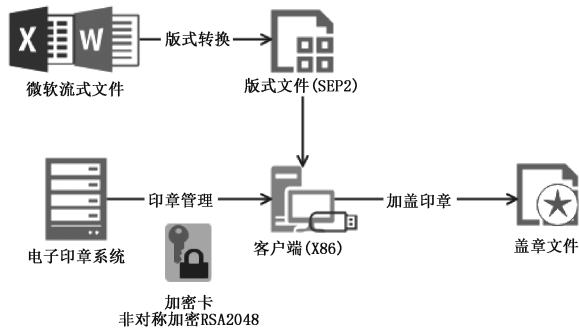 X W
版式转换
微软流式文件
版式文件(SEP2)
印章管理
加盖印章
电子印章系统
客户端(X86)
盖章文件
加密卡
非对称加密RSA2048